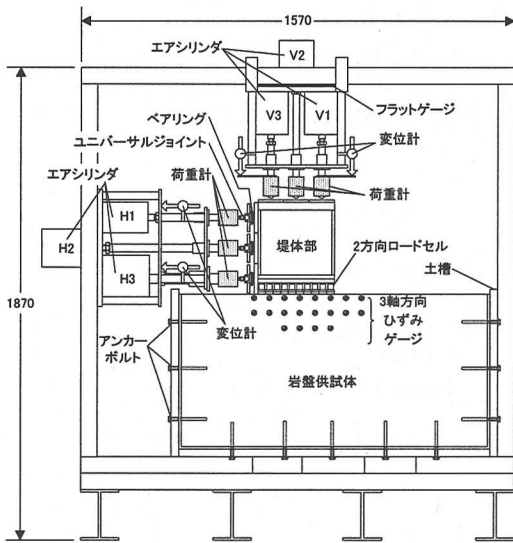 1570
エアシリンダ
V2
V3
V1
フラットゲージ
ベアリング
変位計
ユニバーサルジョイント
エアシリンダ
荷重計
荷重計
H1
H2
H3
堤体部
2方向ロードセル
土槽
1870
変位計
3軸方向
ひずみ
ゲージ
アンカー
ボルト
岩盤供試体